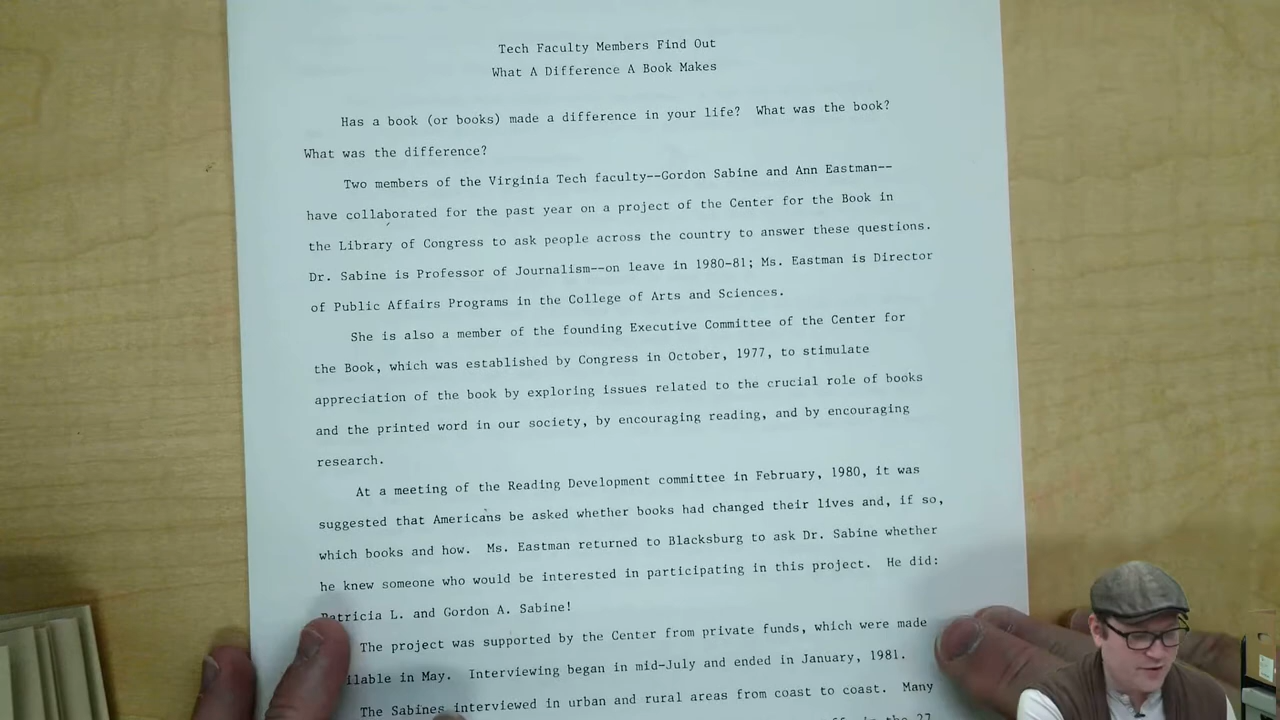 Tech Faculty Members Find Out
What A Difference A Book Makes
Has a book (or books) made a difference in your life? What was the book?
What was the difference?
Two members of the Virginia Tech faculty--Gordon Sabine and Ann Eastman--
have collaborated for the past year on a project of the Center for the Book in
the Library of Congress to ask people across the country to answer these questions.
Dr. Sabine is Professor of Journalism--on leave in 1980-81; Ms. Eastman is Director
of Public Affairs Programs in the College of Arts and Sciences.
She is also a member of the founding Executive Committee of the Center for
the Book, which was established by Congress in October, 1977, to stimulate
appreciation of the book by exploring issues related to the crucial role of books
and the printed word in our society, by encouraging reading, and by encouraging
research.
At a meeting of the Reading Development committee in February, 1980, it was
suggested that Americans be asked whether books had changed their lives and, if so,
which books and how. Ms. Eastman returned to Blacksburg to ask Dr. Sabine whether
he knew someone who would be interested in participating in this project. He did:
Patricia L. and Gordon A. Sabine!
The project was supported by the Center from private funds, which were made
ilable in May. Interviewing began in mid-July and ended in January, 1981.
The Sabines interviewed in urban and rural areas from coast to coast. Many
in the 27